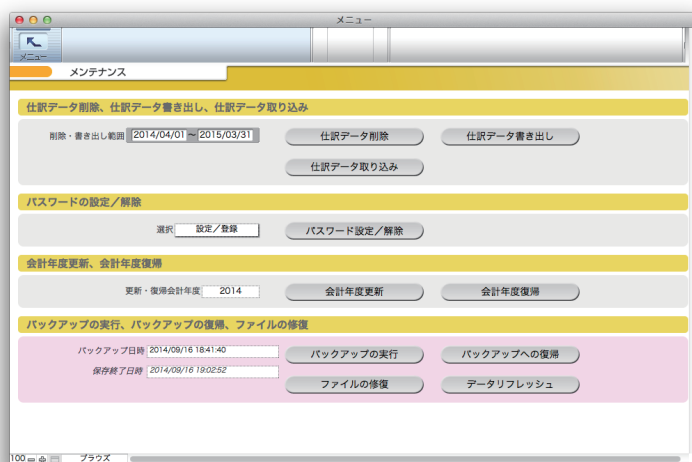 メニュー
メニュー
メンテナンス
仕訳データ削除、仕訳データ書き出し、仕訳データ取り込み
削除・書き出し範囲 2014/04/01 ~ 2015/03/31 仕訳データ削除 仕訳データ書き出し
仕訳データ取り込み
パスワードの設定／解除
選択 設定／登録 パスワード設定／解除
会計年度更新、会計年度復帰
更新・復帰会計年度 2014 会計年度更新 会計年度復帰
バックアップの実行、バックアップの復帰、ファイルの修復
バックアップ日時 2014/09/16 18:41:40 バックアップの実行 バックアップへの復帰
保存終了日時 2014/09/16 19:02:52 ファイルの修復 データリフレッシュ
100 ブラウズ